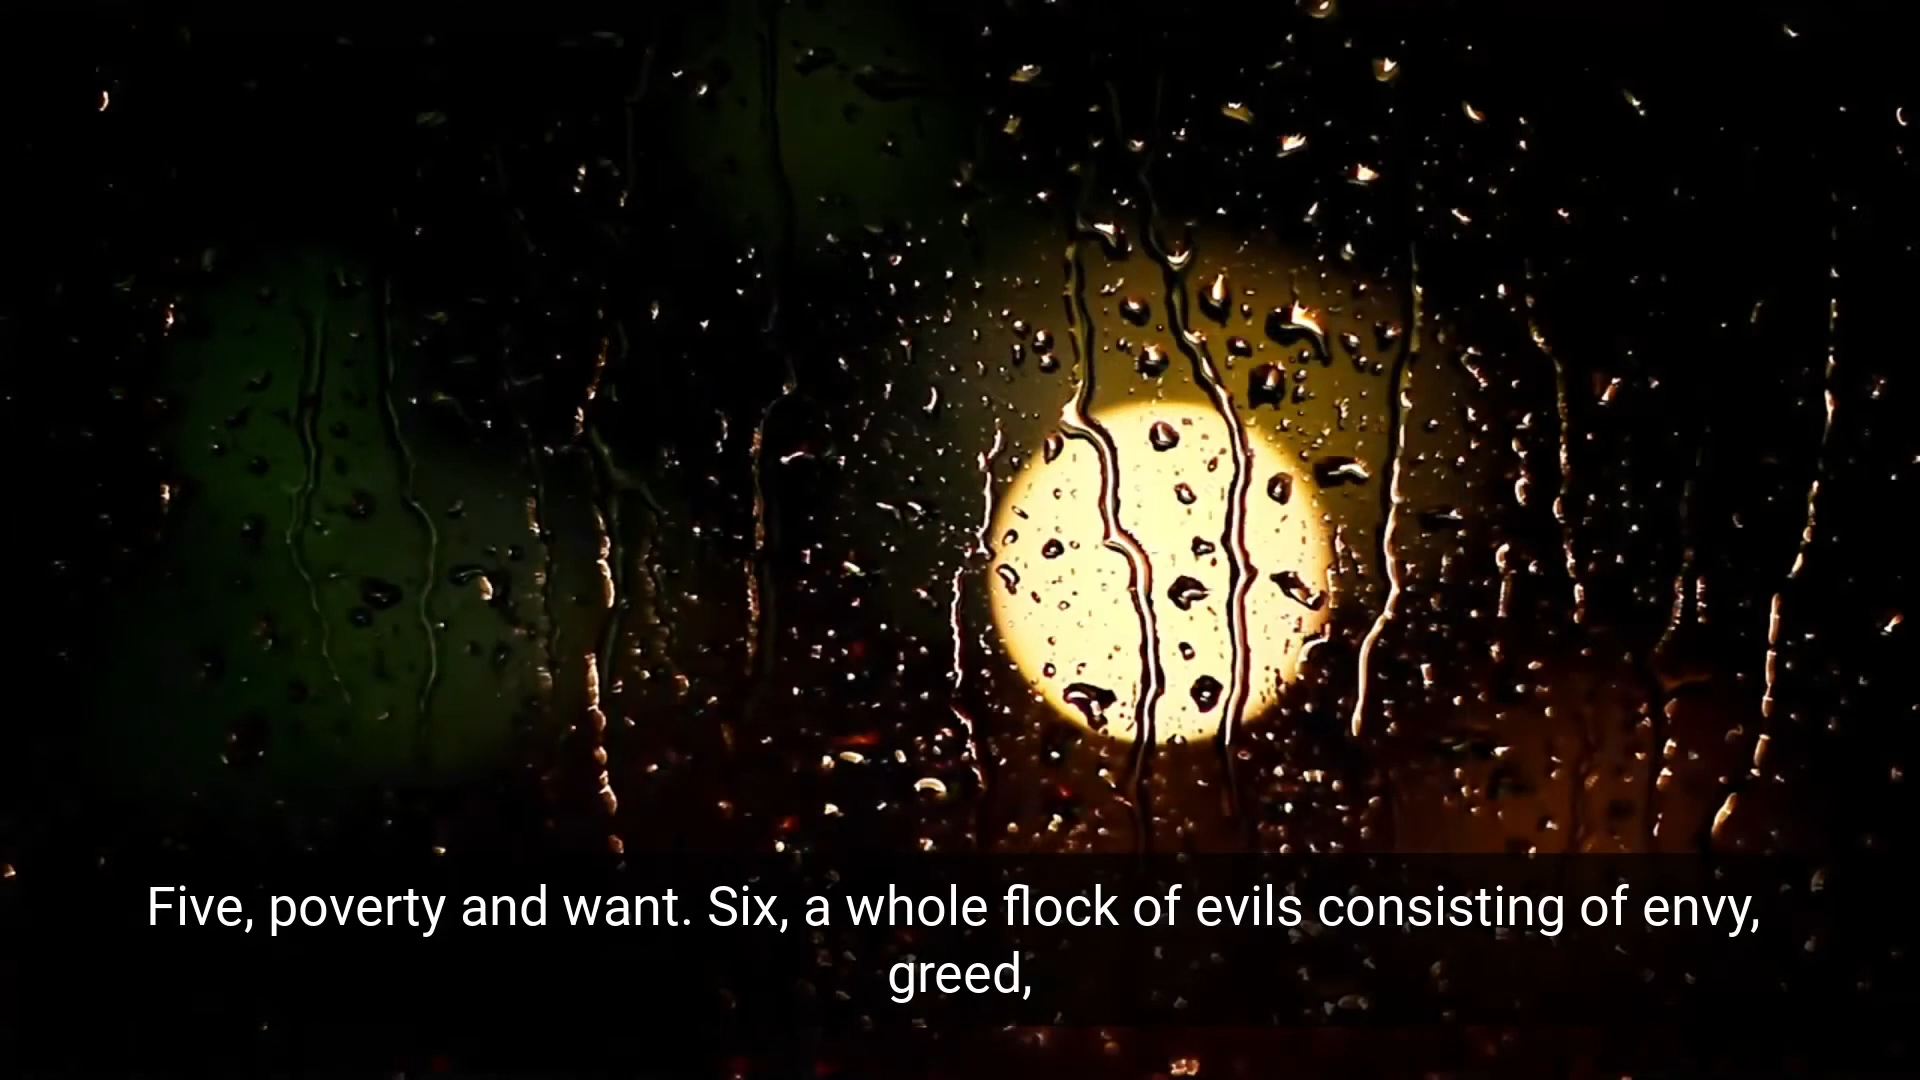 Five, poverty and want. Six, a whole flock of evils consisting of envy,
greed,